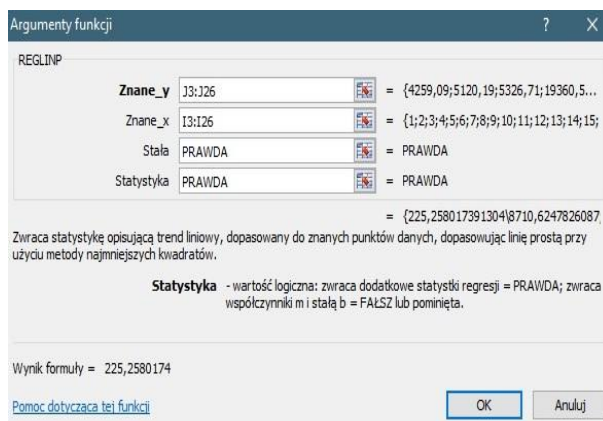 Argumenty funkcji ? X
REGLINP
Znane_y J3:J26 = {4259,09;5120,19;5326,71;19360,5...
Znane_x I3:I26 = {1;2;3;4;5;6;7;8;9;10;11;12;13;14;15;
Stała PRAWDA = PRAWDA
Statystyka PRAWDA = PRAWDA
= {225,258017391304\8710,6247826087,
Zwraca statystykę opisującą trend liniowy, dopasowany do znanych punktów danych, dopasowując linię prostą przy
użyciu metody najmniejszych kwadratów.
Statystyka - wartość logiczna: zwraca dodatkowe statystki regresji = PRAWDA; zwraca
współczynniki m i stałą b = FAŁSZ lub pominięta.
Wynik formuły = 225,2580174
Pomoc dotycząca tej funkcji OK Anuluj